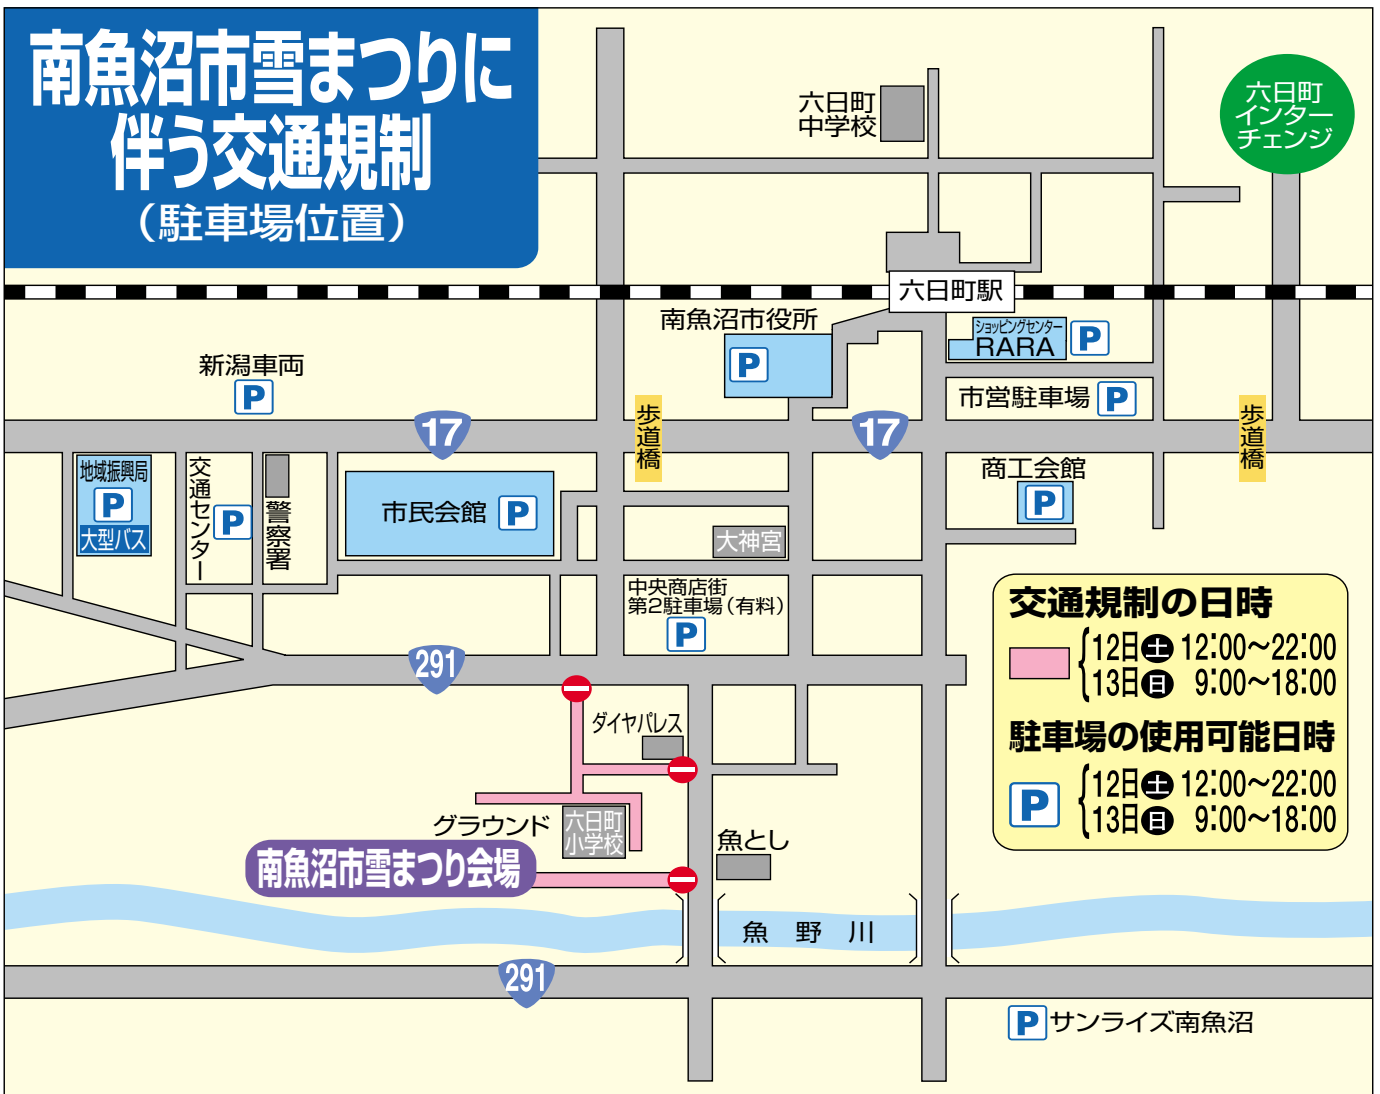 南魚沼市雪まつりに
伴う交通規制
（駐車場位置）
六日町
中学校
六日町
インター
チェンジ
六日町駅
南魚沼市役所
P
ショッピングセンター
RARA
P
新潟車両
P
市営駐車場
P
17
歩道橋
17
歩道橋
地域振興局
P
大型バス
交通センター
P
警察署
市民会館
P
商工会館
P
大神宮
中央商店街
第2駐車場（有料）
P
291
ダイヤパレス
グラウンド
六日町
小学校
南魚沼市雪まつり会場
魚とし
魚野川
291
P
サンライズ南魚沼
交通規制の日時
12日土 12:00〜22:00
13日日 9:00〜18:00
駐車場の使用可能日時
P
12日土 12:00〜22:00
13日日 9:00〜18:00